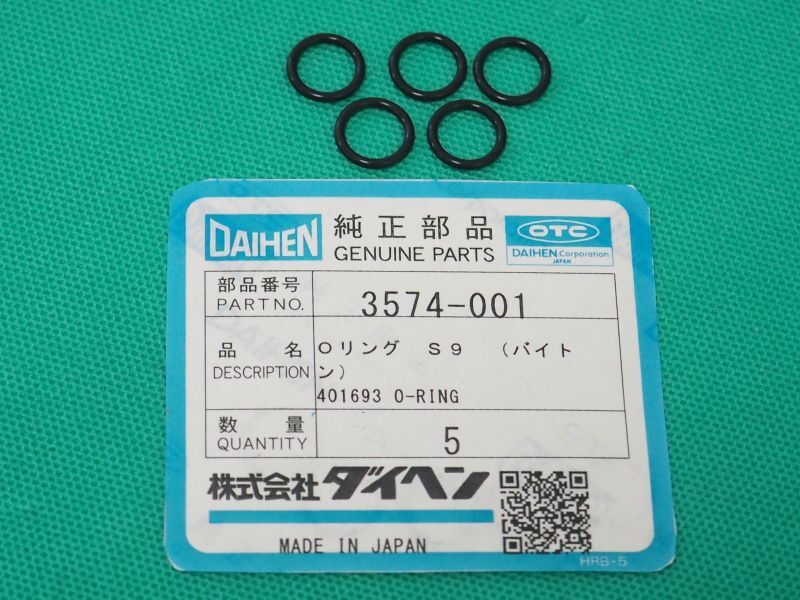 DAIHEN 純正部品 OTC
GENUINE PARTS DAIHEN Corporation
JAPAN
部品番号 3574-001
PART NO.
品 名 Oリング S9 (バイト
DESCRIPTION ン)
401693 O-RING
数 量 5
QUANTITY
株式会社ダイヘン
MADE IN JAPAN
HRB-5